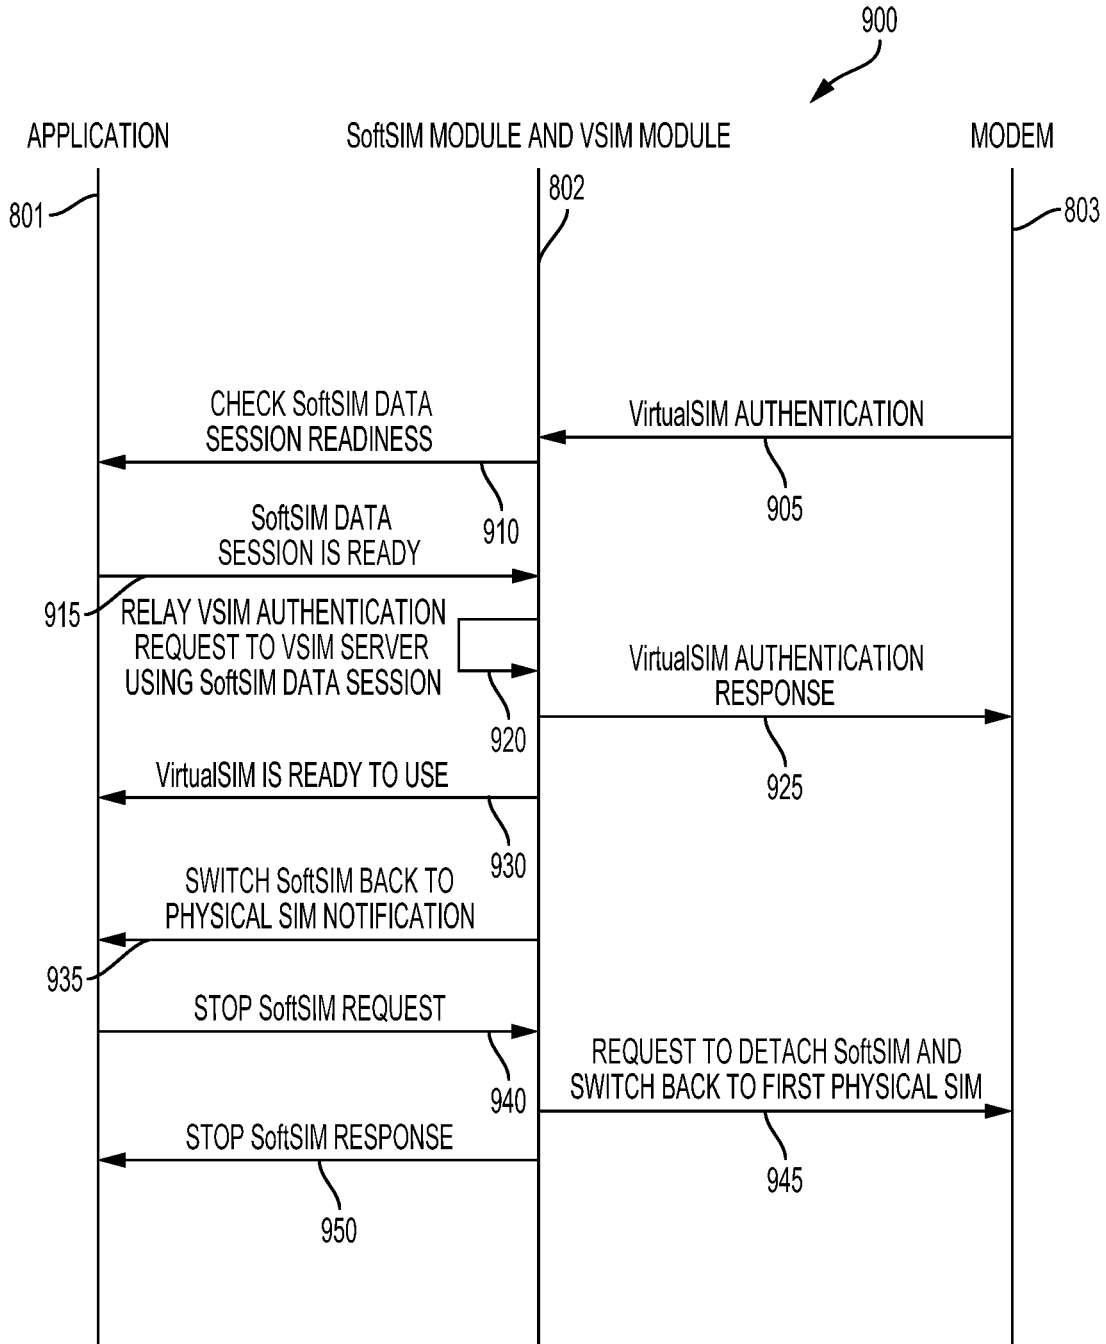 900
APPLICATION
SoftSIM MODULE AND VSIM MODULE
MODEM
801
802
803
CHECK SoftSIM DATA
SESSION READINESS
VirtualSIM AUTHENTICATION
910
905
SoftSIM DATA
SESSION IS READY
915
RELAY VSIM AUTHENTICATION
REQUEST TO VSIM SERVER
USING SoftSIM DATA SESSION
920
VirtualSIM AUTHENTICATION
RESPONSE
925
VirtualSIM IS READY TO USE
930
SWITCH SoftSIM BACK TO
PHYSICAL SIM NOTIFICATION
935
STOP SoftSIM REQUEST
940
REQUEST TO DETACH SoftSIM AND
SWITCH BACK TO FIRST PHYSICAL SIM
945
STOP SoftSIM RESPONSE
950